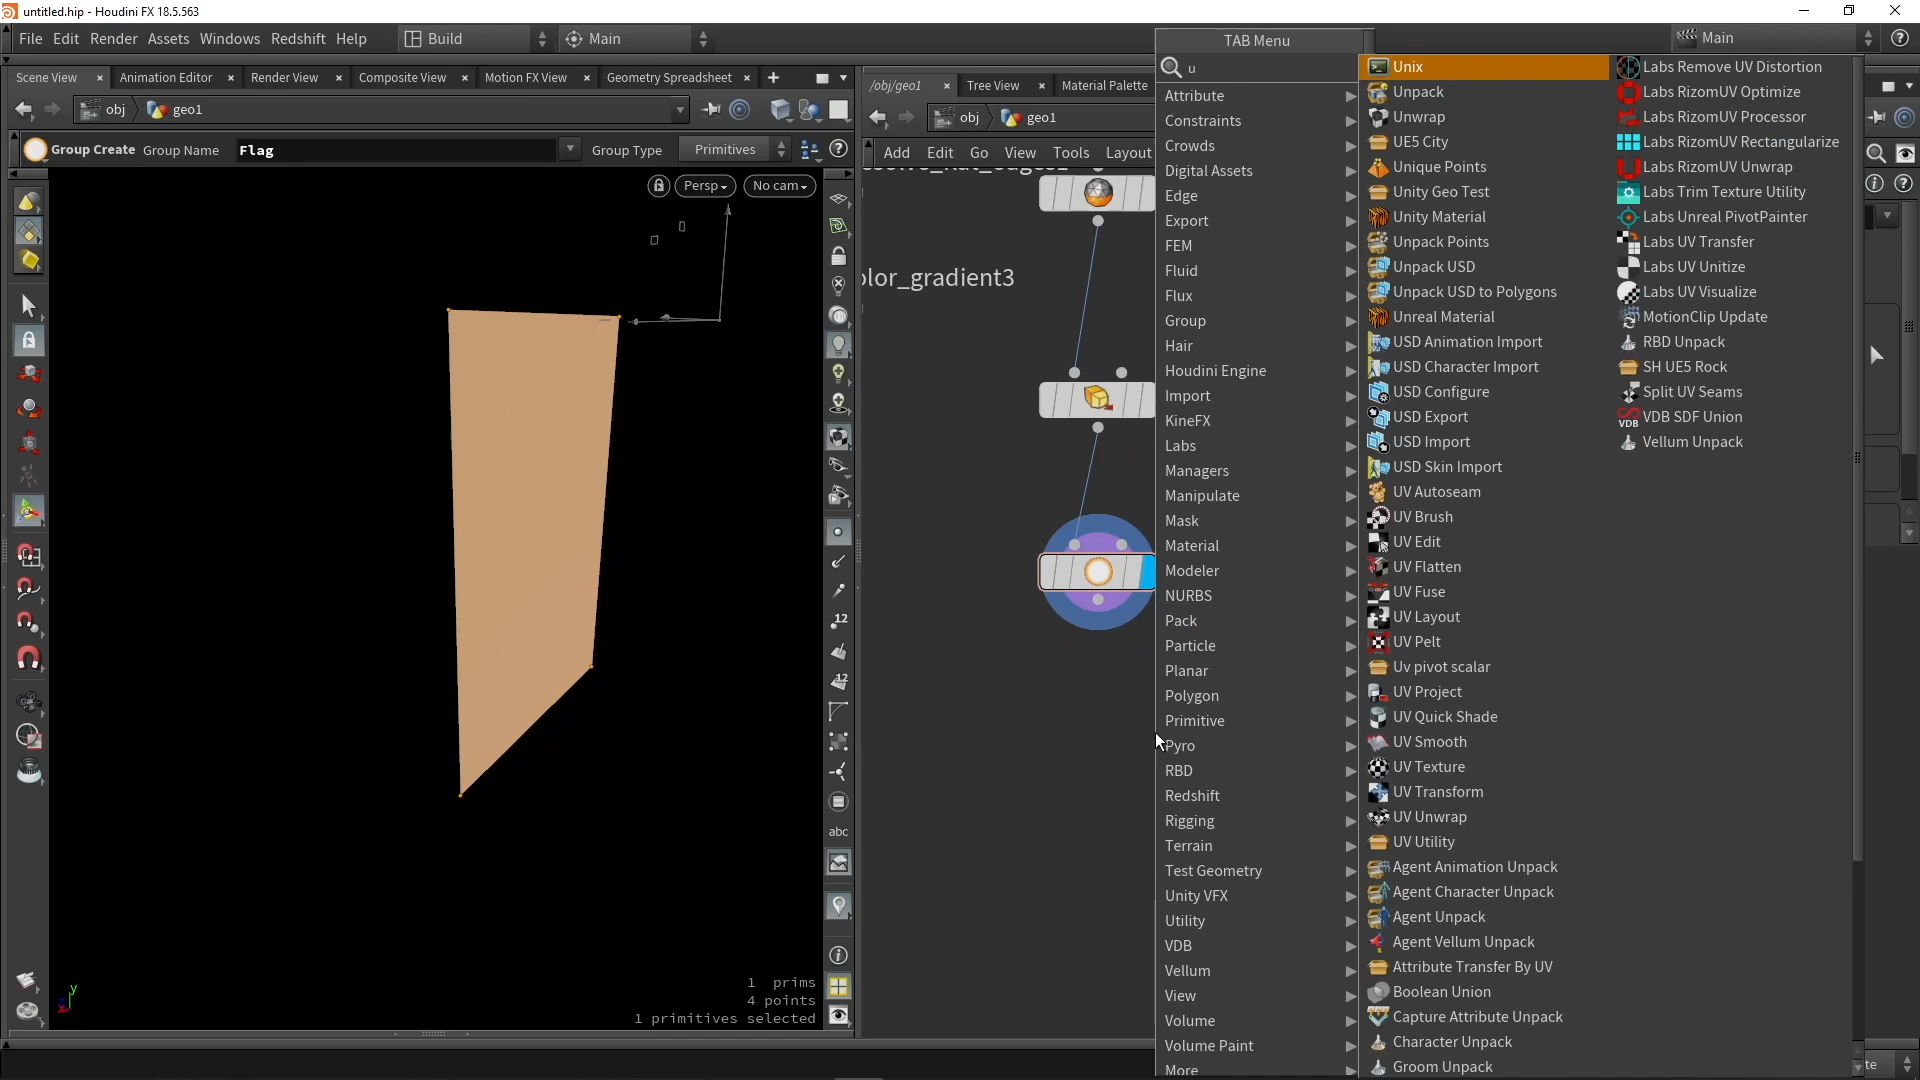 untitled.hip - Houdini FX 18.5.563
File Edit Render Assets Windows Redshift Help
Build
Main
Main
Scene View
Animation Editor
Render View
Composite View
Motion FX View
Geometry Spreadsheet
obj
geo1
Group Create
Group Name
Flag
Group Type
Primitives
Persp
No cam
12
12
abc
1 prims
4 points
1 primitives selected
y
z
x
/obj/geo1
Tree View
Material Palette
obj
geo1
Add Edit Go View Tools Layout
olor_gradient3
TAB Menu
u
Attribute
Constraints
Crowds
Digital Assets
Edge
Export
FEM
Fluid
Flux
Group
Hair
Houdini Engine
Import
KineFX
Labs
Managers
Manipulate
Mask
Material
Modeler
NURBS
Pack
Particle
Planar
Polygon
Primitive
Pyro
RBD
Redshift
Rigging
Terrain
Test Geometry
Unity VFX
Utility
VDB
Vellum
View
Volume
Volume Paint
More
Unix
Unpack
Unwrap
UE5 City
Unique Points
Unity Geo Test
Unity Material
Unpack Points
Unpack USD
Unpack USD to Polygons
Unreal Material
USD Animation Import
USD Character Import
USD Configure
USD Export
USD Import
USD Skin Import
UV Autoseam
UV Brush
UV Edit
UV Flatten
UV Fuse
UV Layout
UV Pelt
Uv pivot scalar
UV Project
UV Quick Shade
UV Smooth
UV Texture
UV Transform
UV Unwrap
UV Utility
Agent Animation Unpack
Agent Character Unpack
Agent Unpack
Agent Vellum Unpack
Attribute Transfer By UV
Boolean Union
Capture Attribute Unpack
Character Unpack
Groom Unpack
Labs Remove UV Distortion
Labs RizomUV Optimize
Labs RizomUV Processor
Labs RizomUV Rectangularize
Labs RizomUV Unwrap
Labs Trim Texture Utility
Labs Unreal PivotPainter
Labs UV Transfer
Labs UV Unitize
Labs UV Visualize
MotionClip Update
RBD Unpack
SH UE5 Rock
Split UV Seams
VDB
VDB SDF Union
Vellum Unpack
te